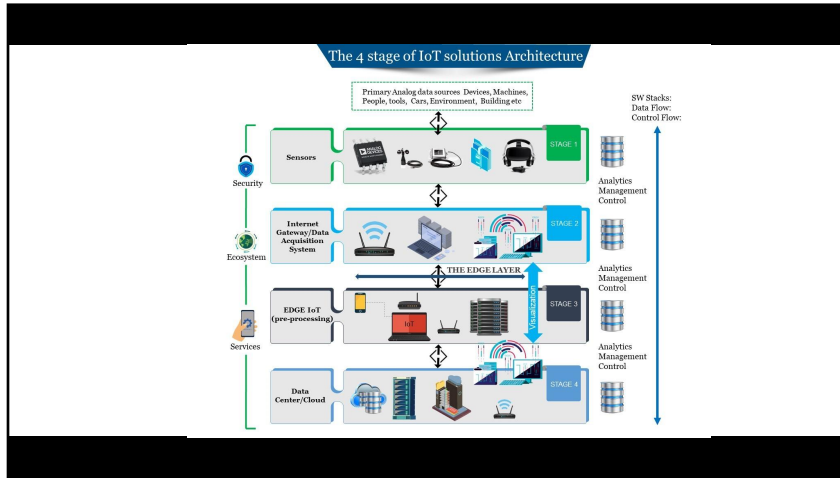 The 4 stage of IoT solutions Architecture
Primary Analog data sources Devices, Machines,
People, tools, Cars, Environment, Building etc
SW Stacks:
Data Flow:
Control Flow:
Sensors
ANALOG
DEVICES
STAGE 1
Security
Analytics
Management
Control
Internet
Gateway/Data
Acquisition
System
STAGE 2
Ecosystem
THE EDGE LAYER
Analytics
Management
Control
Visualization
EDGE IoT
(pre-processing)
IoT
STAGE 3
Services
Analytics
Management
Control
Data
Center/Cloud
STAGE 4